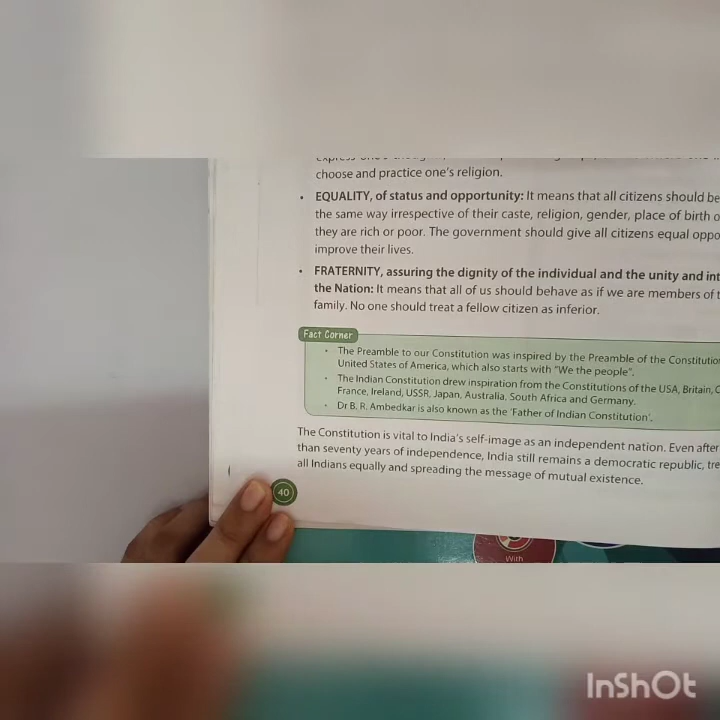 choose and practice one's religion.
• EQUALITY, of status and opportunity: It means that all citizens should be
the same way irrespective of their caste, religion, gender, place of birth o
they are rich or poor. The government should give all citizens equal oppo
improve their lives.
• FRATERNITY, assuring the dignity of the individual and the unity and int
the Nation: It means that all of us should behave as if we are members of t
family. No one should treat a fellow citizen as inferior.
Fact Corner
• The Preamble to our Constitution was inspired by the Preamble of the Constitutio
United States of America, which also starts with "We the people".
• The Indian Constitution drew inspiration from the Constitutions of the USA, Britain, C
France, Ireland, USSR, Japan, Australia, South Africa and Germany.
• Dr B. R. Ambedkar is also known as the 'Father of Indian Constitution'.
The Constitution is vital to India's self-image as an independent nation. Even after
than seventy years of independence, India still remains a democratic republic, tre
all Indians equally and spreading the message of mutual existence.
40
With
InShOt